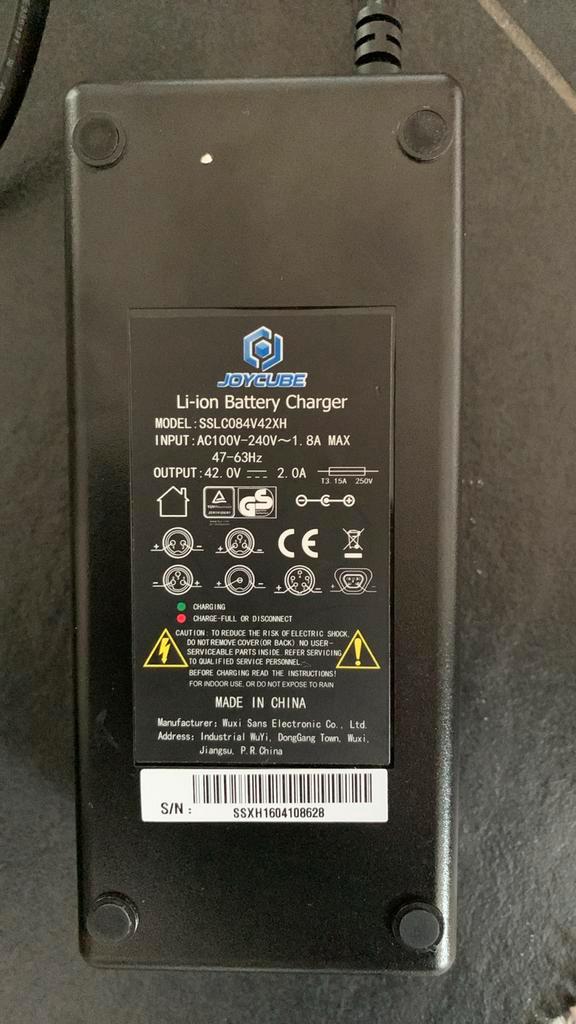 JOYCUBE
Li-ion Battery Charger
MODEL:SSLC084V42XH
INPUT:AC100V-240V～1.8A MAX
47-63Hz
OUTPUT:42.0V ⎓ 2.0A
T3.15A 250V
GS
CE
CHARGING
CHARGE-FULL OR DISCONNECT
CAUTION: TO REDUCE THE RISK OF ELECTRIC SHOCK,
DO NOT REMOVE COVER(OR BACK) NO USER-
SERVICEABLE PARTS INSIDE. REFER SERVICING
TO QUALIFIED SERVICE PERSONNEL.
BEFORE CHARGING READ THE INSTRUCTIONS!
FOR INDOOR USE, OR DO NOT EXPOSE TO RAIN
MADE IN CHINA
Manufacturer: Wuxi Sans Electronic Co., Ltd.
Address: Industrial WuYi, DongGang Town, Wuxi,
Jiangsu, P.R.China
S/N :
SSXH1604108628